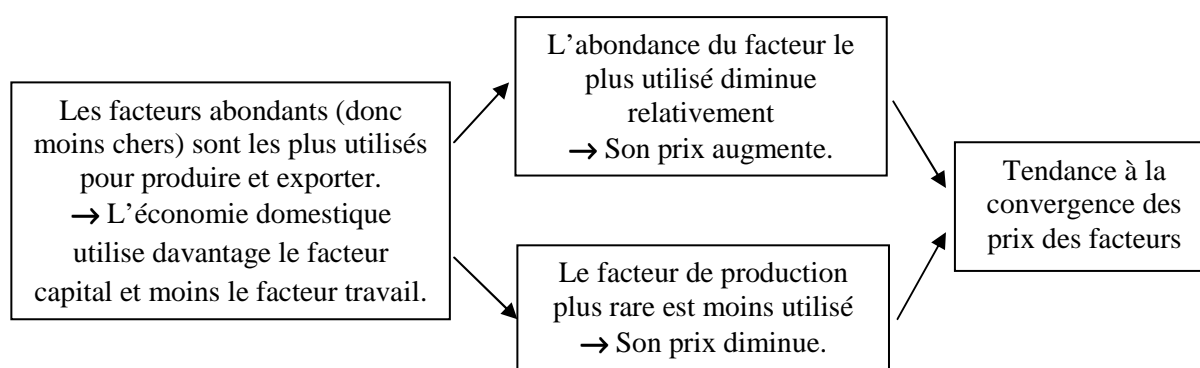 Les facteurs abondants (donc
moins chers) sont les plus utilisés
pour produire et exporter.
→ L’économie domestique
utilise davantage le facteur
capital et moins le facteur travail.
L’abondance du facteur le
plus utilisé diminue
relativement
→ Son prix augmente.
Le facteur de production
plus rare est moins utilisé
→ Son prix diminue.
Tendance à la
convergence des
prix des facteurs